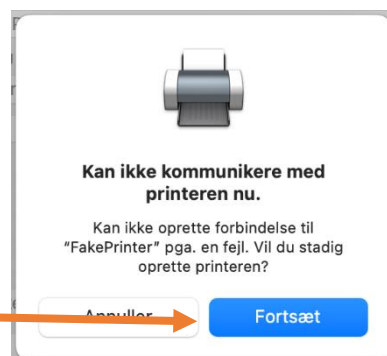 Kan ikke kommunikere med
printeren nu.
Kan ikke oprette forbindelse til
"FakePrinter" pga. en fejl. Vil du stadig
oprette printeren?
Annuller Fortsæt